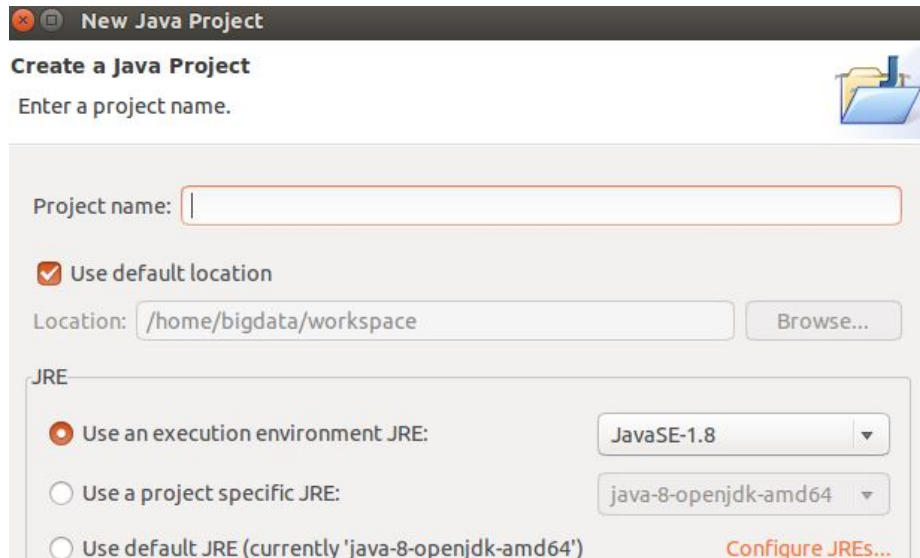 New Java Project
Create a Java Project
Enter a project name.
Project name:
Use default location
Location: /home/bigdata/workspace Browse...
JRE
Use an execution environment JRE: JavaSE-1.8
Use a project specific JRE: java-8-openjdk-amd64
Use default JRE (currently 'java-8-openjdk-amd64') Configure JREs...